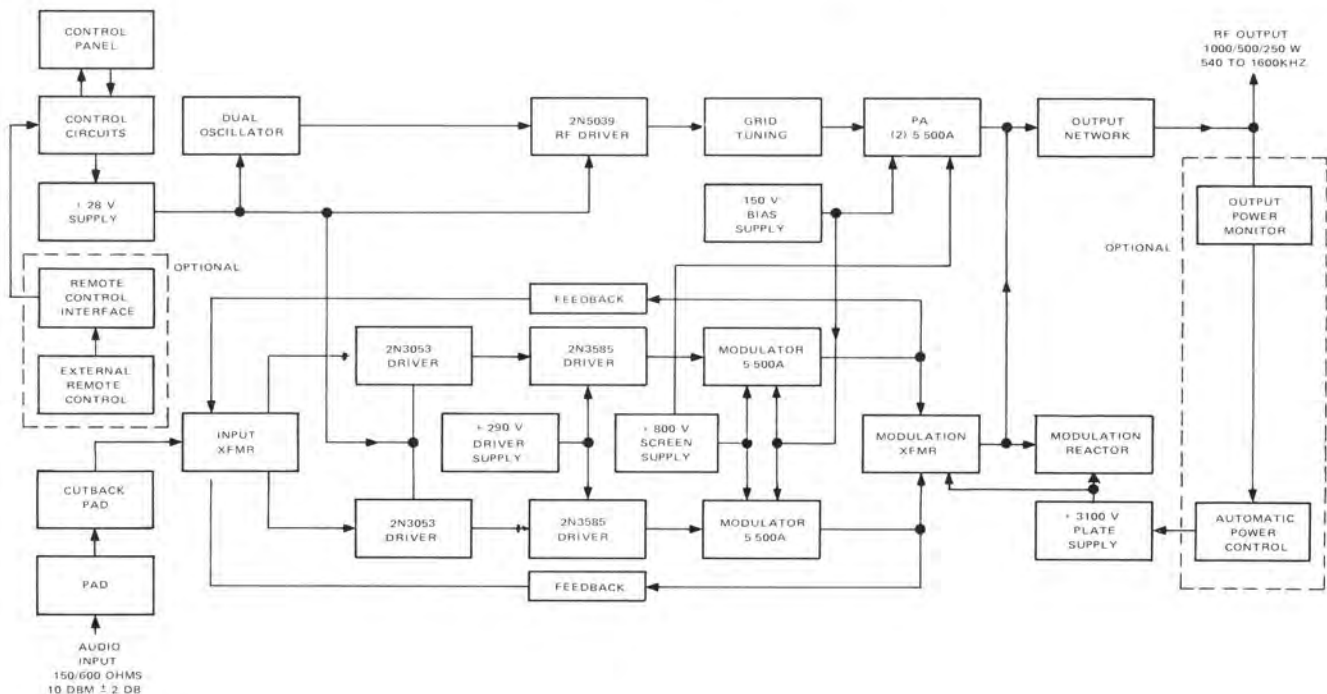 CONTROL
PANEL
CONTROL
CIRCUITS
+ 28 V
SUPPLY
OPTIONAL
REMOTE
CONTROL
INTERFACE
EXTERNAL
REMOTE
CONTROL
DUAL
OSCILLATOR
2N5039
RF DRIVER
GRID
TUNING
PA
(2) 5 500A
OUTPUT
NETWORK
RF OUTPUT
1000/500/250 W
540 TO 1600KHZ
150 V
BIAS
SUPPLY
OPTIONAL
OUTPUT
POWER
MONITOR
FEEDBACK
2N3053
DRIVER
2N3585
DRIVER
MODULATOR
5 500A
INPUT
XFMR
+ 290 V
DRIVER
SUPPLY
+ 800 V
SCREEN
SUPPLY
MODULATION
XFMR
MODULATION
REACTOR
CUTBACK
PAD
2N3053
DRIVER
2N3585
DRIVER
MODULATOR
5 500A
+ 3100 V
PLATE
SUPPLY
AUTOMATIC
POWER
CONTROL
PAD
FEEDBACK
AUDIO
INPUT
150/600 OHMS
10 DBM ± 2 DB